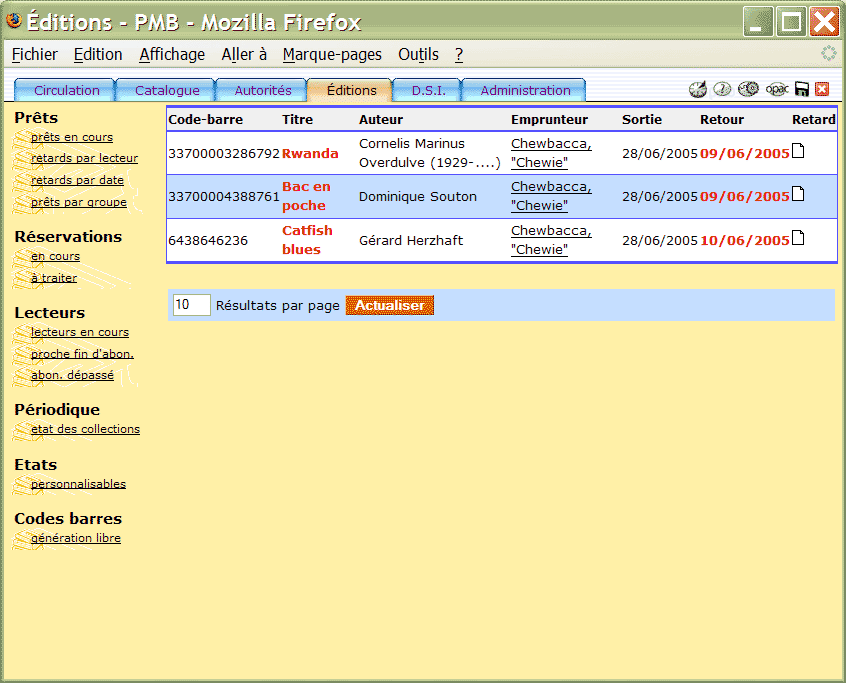 Éditions - PMB - Mozilla Firefox
Fichier Edition Affichage Aller à Marque-pages Outils ?
Circulation Catalogue Autorités Éditions D.S.I. Administration opac
Prêts
prêts en cours
retards par lecteur
retards par date
prêts par groupe
Réservations
en cours
à traiter
Lecteurs
lecteurs en cours
proche fin d'abon.
abon. dépassé
Périodique
etat des collections
Etats
personnalisables
Codes barres
génération libre
Code-barre Titre Auteur Emprunteur Sortie Retour Retard
33700003286792 Rwanda Cornelis Marinus Overdulve (1929-....) Chewbacca, "Chewie" 28/06/2005 09/06/2005
33700004388761 Bac en poche Dominique Souton Chewbacca, "Chewie" 28/06/2005 09/06/2005
6438646236 Catfish blues Gérard Herzhaft Chewbacca, "Chewie" 28/06/2005 10/06/2005
10 Résultats par page Actualiser